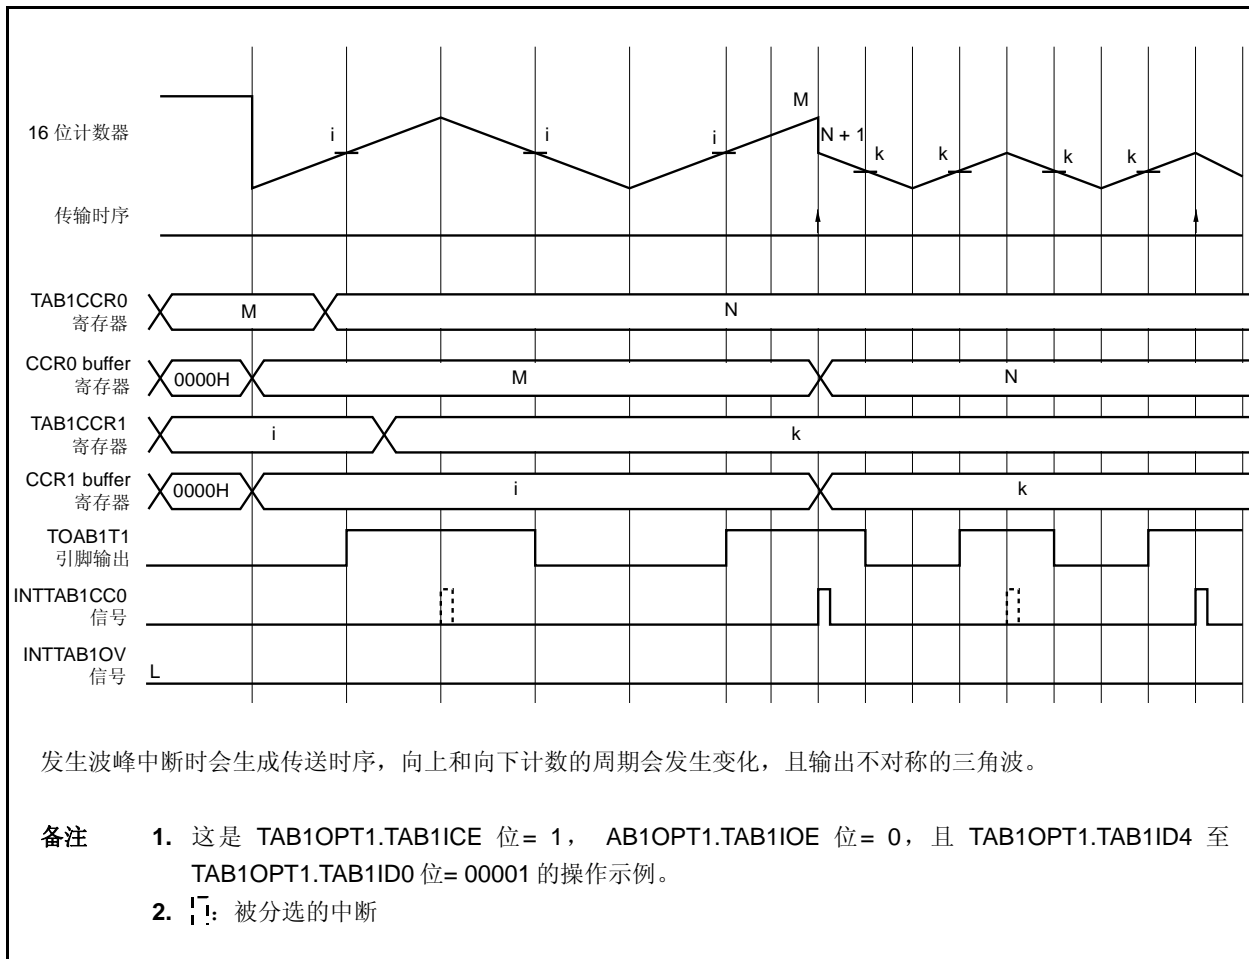 16 位计数器
i
i
i
M
N + 1
k
k
k
k
传输时序
TAB1CCR0
寄存器
M
N
CCR0 buffer
寄存器
0000H
M
N
TAB1CCR1
寄存器
i
k
CCR1 buffer
寄存器
0000H
i
k
TOAB1T1
引脚输出
INTTAB1CC0
信号
INTTAB1OV
信号
L
发生波峰中断时会生成传送时序，向上和向下计数的周期会发生变化，且输出不对称的三角波。
备注 1. 这是 TAB1OPT1.TAB1ICE 位= 1， AB1OPT1.TAB1IOE 位= 0，且 TAB1OPT1.TAB1ID4 至
TAB1OPT1.TAB1ID0 位= 00001 的操作示例。
2. ：被分选的中断